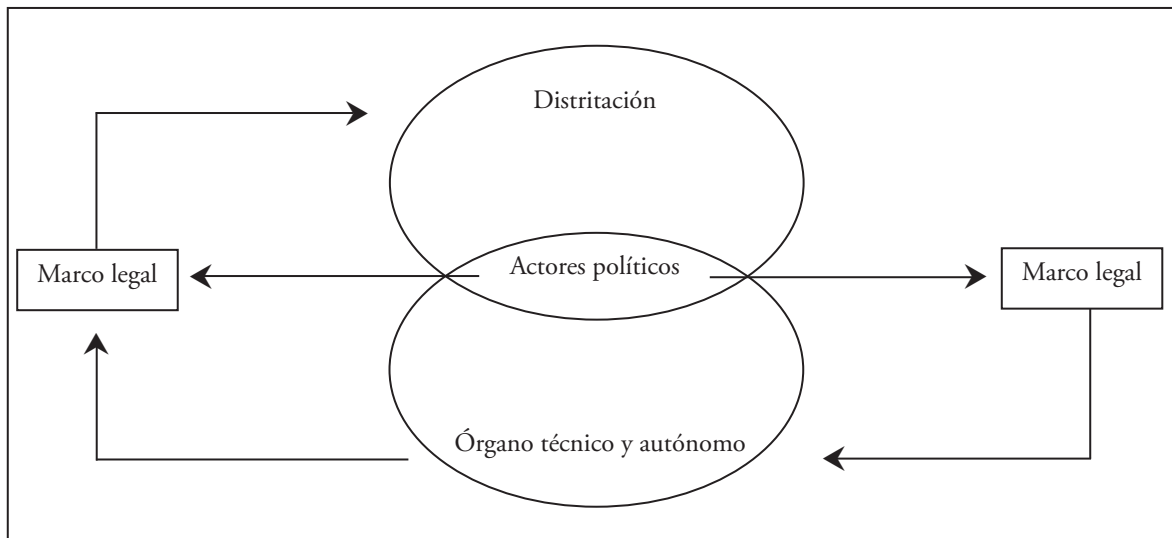 Distritación
Marco legal
Actores políticos
Marco legal
Órgano técnico y autónomo